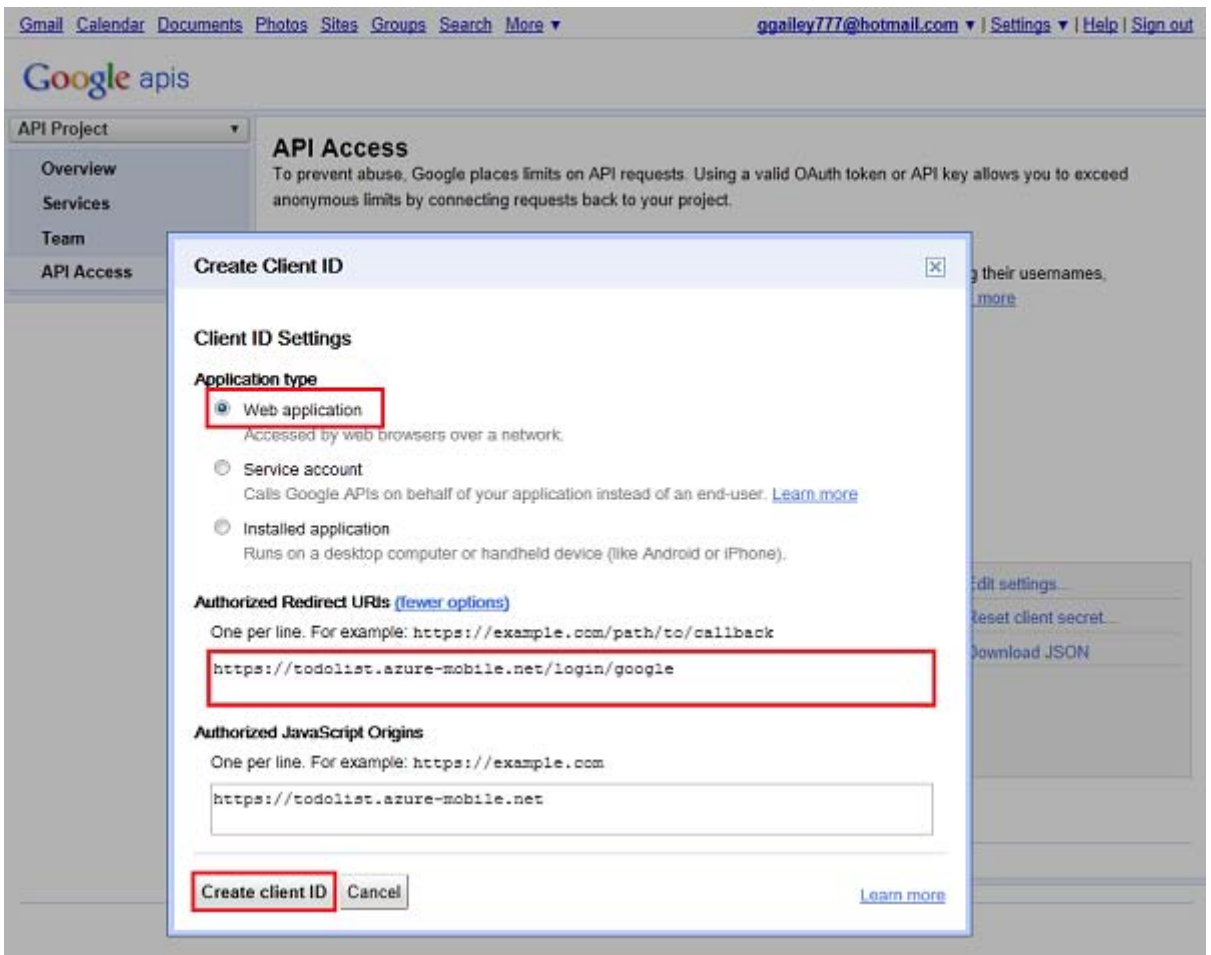 Gmail Calendar Documents Photos Sites Groups Search More ▼ ggailey777@hotmail.com ▼ | Settings ▼ | Help | Sign out
Google apis
API Project ▼
Overview
Services
Team
API Access
API Access
To prevent abuse, Google places limits on API requests. Using a valid OAuth token or API key allows you to exceed
anonymous limits by connecting requests back to your project.
their usernames,
more
Create Client ID
Client ID Settings
Application type
Web application
Accessed by web browsers over a network.
Service account
Calls Google APIs on behalf of your application instead of an end-user. Learn more
Installed application
Runs on a desktop computer or handheld device (like Android or iPhone).
Authorized Redirect URIs (fewer options)
One per line. For example: https://example.com/path/to/callback
https://todolist.azure-mobile.net/login/google
Authorized JavaScript Origins
One per line. For example: https://example.com
https://todolist.azure-mobile.net
Create client ID Cancel Learn more
Edit settings...
Reset client secret...
Download JSON